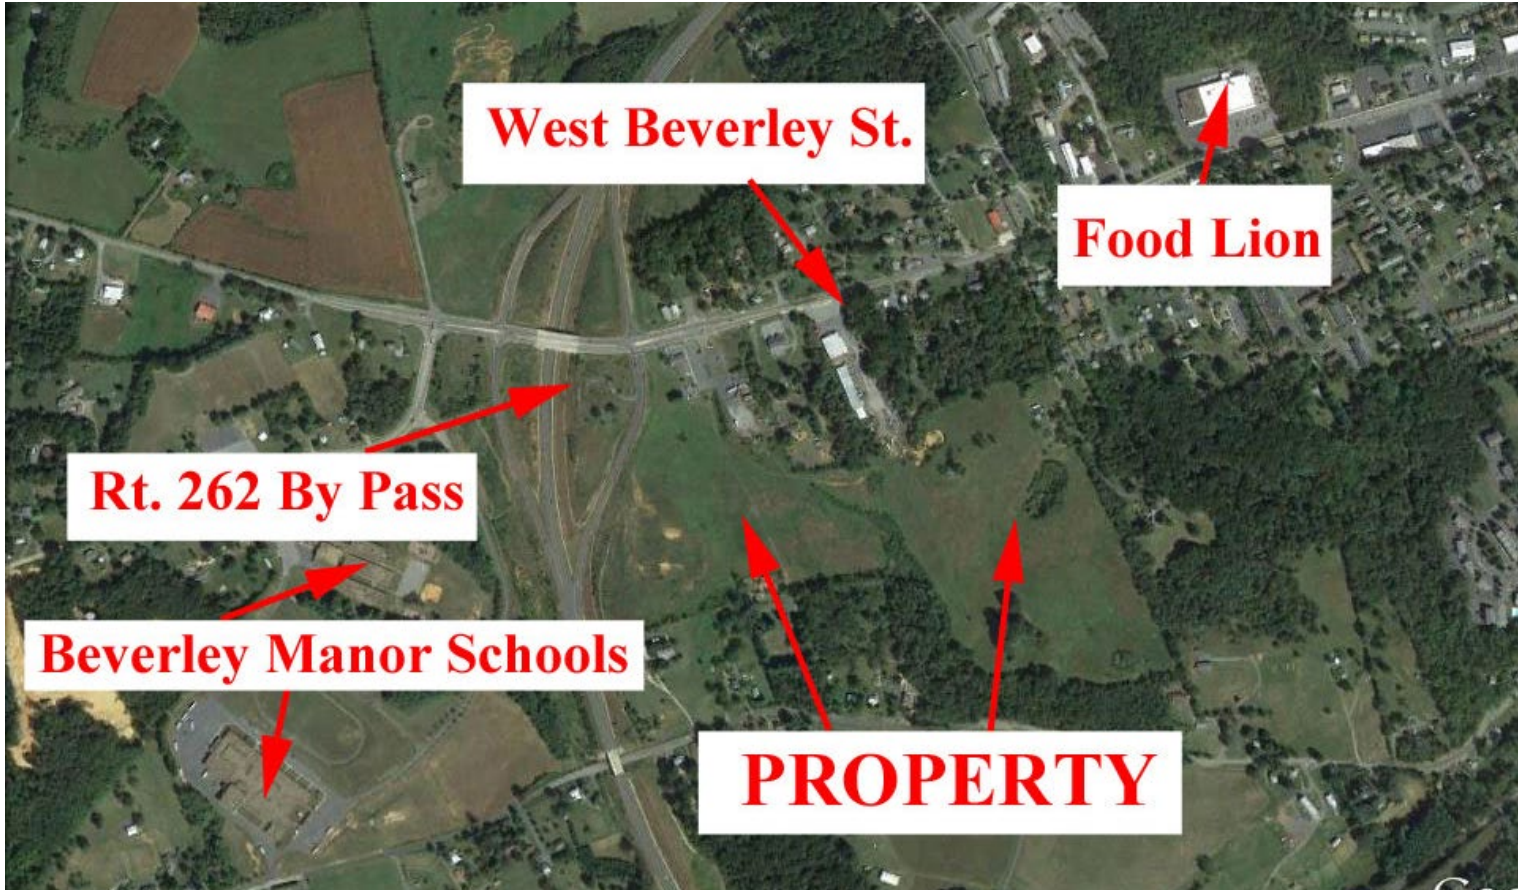 West Beverley St.
Food Lion
Rt. 262 By Pass
Beverley Manor Schools
PROPERTY